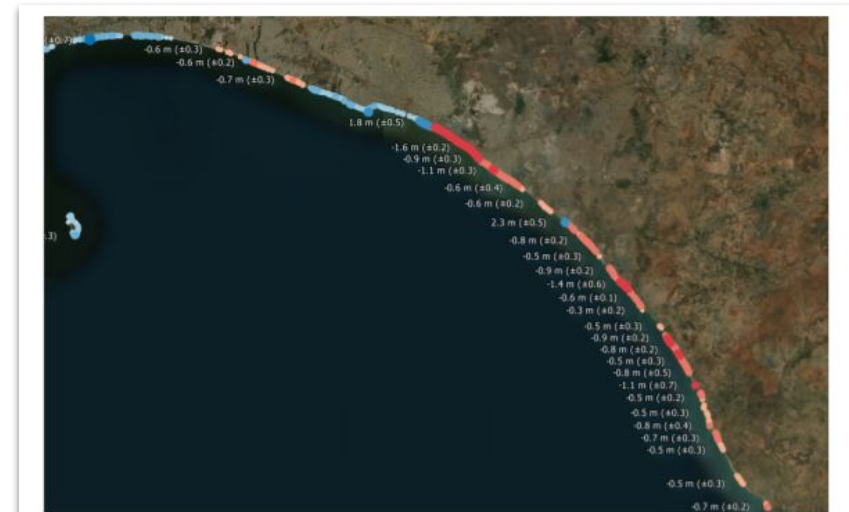 (±0.7)
-0.6 m (±0.3)
-0.6 m (±0.2)
-0.7 m (±0.3)
1.8 m (±0.5)
-1.6 m (±0.2)
-0.9 m (±0.3)
-1.1 m (±0.3)
-0.6 m (±0.4)
-0.6 m (±0.2)
2.3 m (±0.5)
.3)
-0.8 m (±0.2)
-0.5 m (±0.3)
-0.9 m (±0.2)
-1.4 m (±0.6)
-0.6 m (±0.1)
-0.3 m (±0.2)
-0.5 m (±0.3)
-0.9 m (±0.2)
-0.8 m (±0.2)
-0.5 m (±0.3)
-0.8 m (±0.5)
-1.1 m (±0.7)
-0.5 m (±0.2)
-0.5 m (±0.3)
-0.8 m (±0.4)
-0.7 m (±0.3)
-0.5 m (±0.3)
-0.5 m (±0.3)
-0.7 m (±0.2)